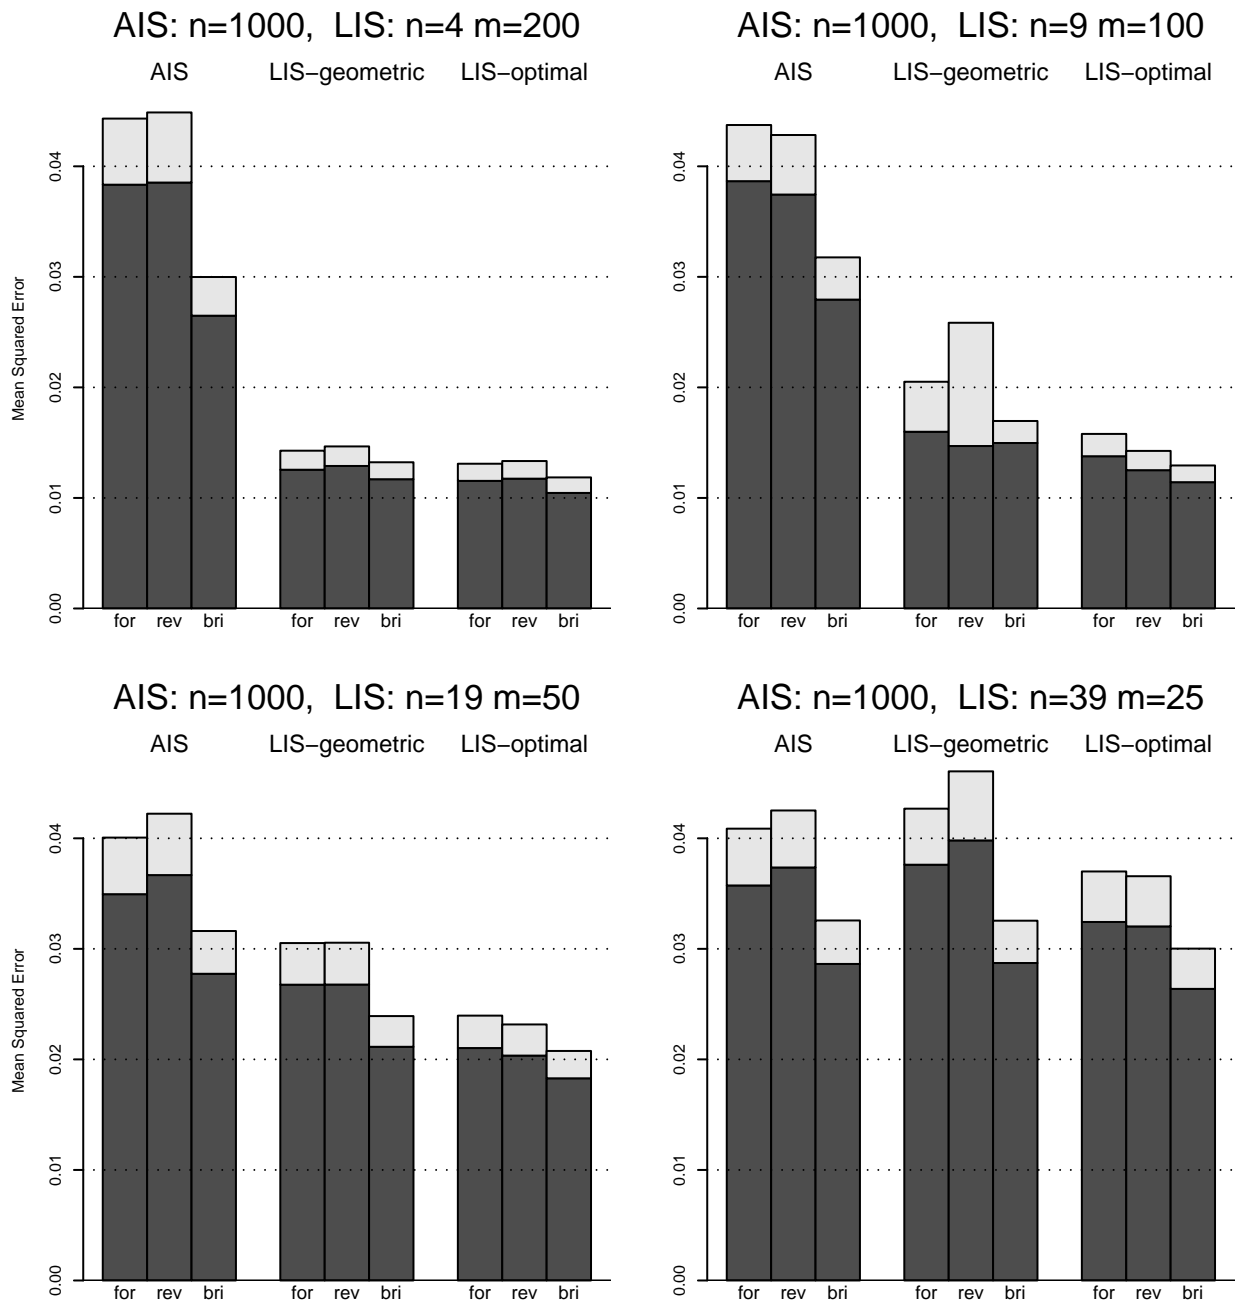 AIS: n=1000,  LIS: n=4 m=200
AIS LIS−geometric LIS−optimal
Mean Squared Error
0.04
0.03
0.02
0.01
0.00
for rev bri for rev bri for rev bri
AIS: n=1000,  LIS: n=9 m=100
AIS LIS−geometric LIS−optimal
0.04
0.03
0.02
0.01
0.00
for rev bri for rev bri for rev bri
AIS: n=1000,  LIS: n=19 m=50
AIS LIS−geometric LIS−optimal
Mean Squared Error
0.04
0.03
0.02
0.01
0.00
for rev bri for rev bri for rev bri
AIS: n=1000,  LIS: n=39 m=25
AIS LIS−geometric LIS−optimal
0.04
0.03
0.02
0.01
0.00
for rev bri for rev bri for rev bri